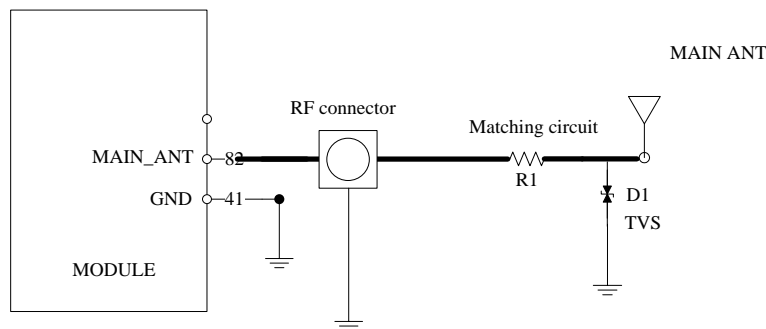 MAIN ANT
RF connector
Matching circuit
MAIN_ANT 82
R1
GND 41
D1
TVS
MODULE